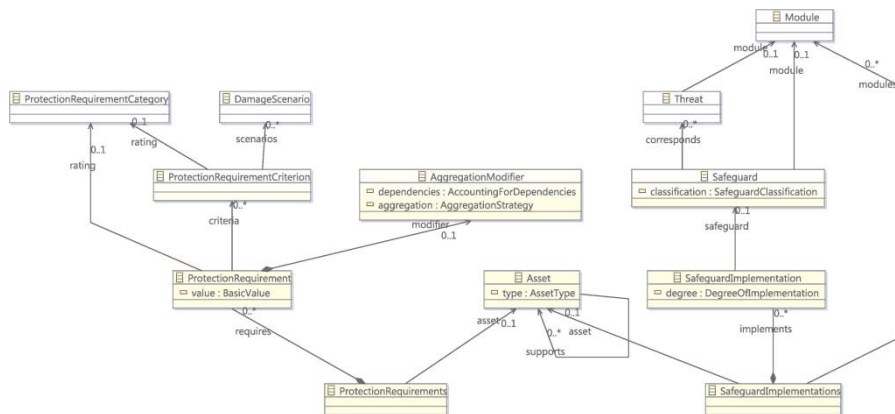 Module
module
0..1
0..1
module
0..*
modules
ProtectionRequirementCategory
DamageScenario
Threat
0..1
rating
0..1
rating
0..*
scenarios
0..*
corresponds
ProtectionRequirementCriterion
AggregationModifier
dependencies : AccountingForDependencies
aggregation : AggregationStrategy
Safeguard
classification : SafeguardClassification
0..*
criteria
modifier
0..1
0..1
safeguard
ProtectionRequirement
value : BasicValue
Asset
type : AssetType
SafeguardImplementation
degree : DegreeOfImplementation
0..*
requires
asset
0..1
0..*
supports
0..1
asset
0..*
implements
ProtectionRequirements
SafeguardImplementations